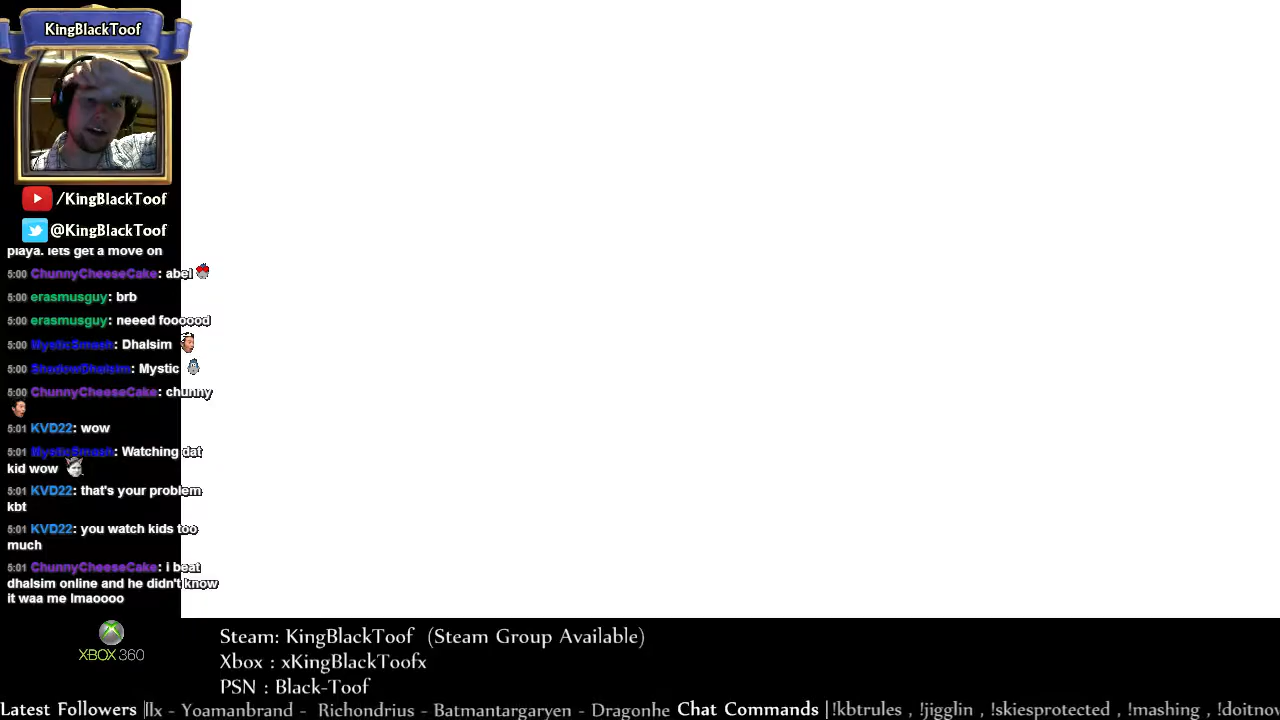 KingBlackToof
/KingBlackToof
@KingBlackToof
playa. lets get a move on
5:00 ChunnyCheeseCake: abel
5:00 erasmusguy: brb
5:00 erasmusguy: neeed foooood
5:00 MysticSmash: Dhalsim
5:00 ShadowDhalsim: Mystic
5:00 ChunnyCheeseCake: chunny
5:01 KVD22: wow
5:01 MysticSmash: Watching dat
kid wow
5:01 KVD22: that's your problem
kbt
5:01 KVD22: you watch kids too
much
5:01 ChunnyCheeseCake: i beat
dhalsim online and he didn't know
it waa me lmaoooo
XBOX 360
Steam: KingBlackToof (Steam Group Available)
Xbox : xKingBlackToofx
PSN : Black-Toof
Latest Followers llx - Yoamanbrand - Richondrius - Batmantargaryen - Dragonhe Chat Commands !kbtrules , !jigglin , !skiesprotected , !mashing , !doitnov